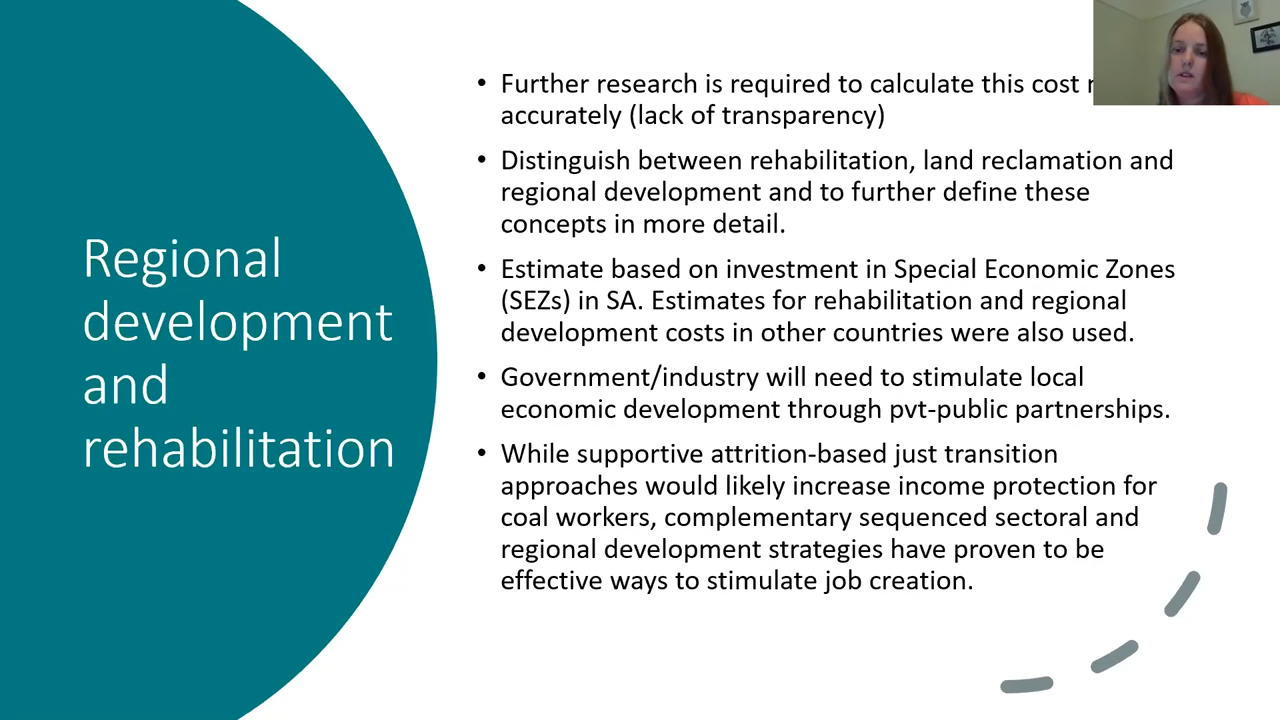 Regional
development
and
rehabilitation
• Further research is required to calculate this cost
accurately (lack of transparency)
• Distinguish between rehabilitation, land reclamation and
regional development and to further define these
concepts in more detail.
• Estimate based on investment in Special Economic Zones
(SEZs) in SA. Estimates for rehabilitation and regional
development costs in other countries were also used.
• Government/industry will need to stimulate local
economic development through pvt-public partnerships.
• While supportive attrition-based just transition
approaches would likely increase income protection for
coal workers, complementary sequenced sectoral and
regional development strategies have proven to be
effective ways to stimulate job creation.